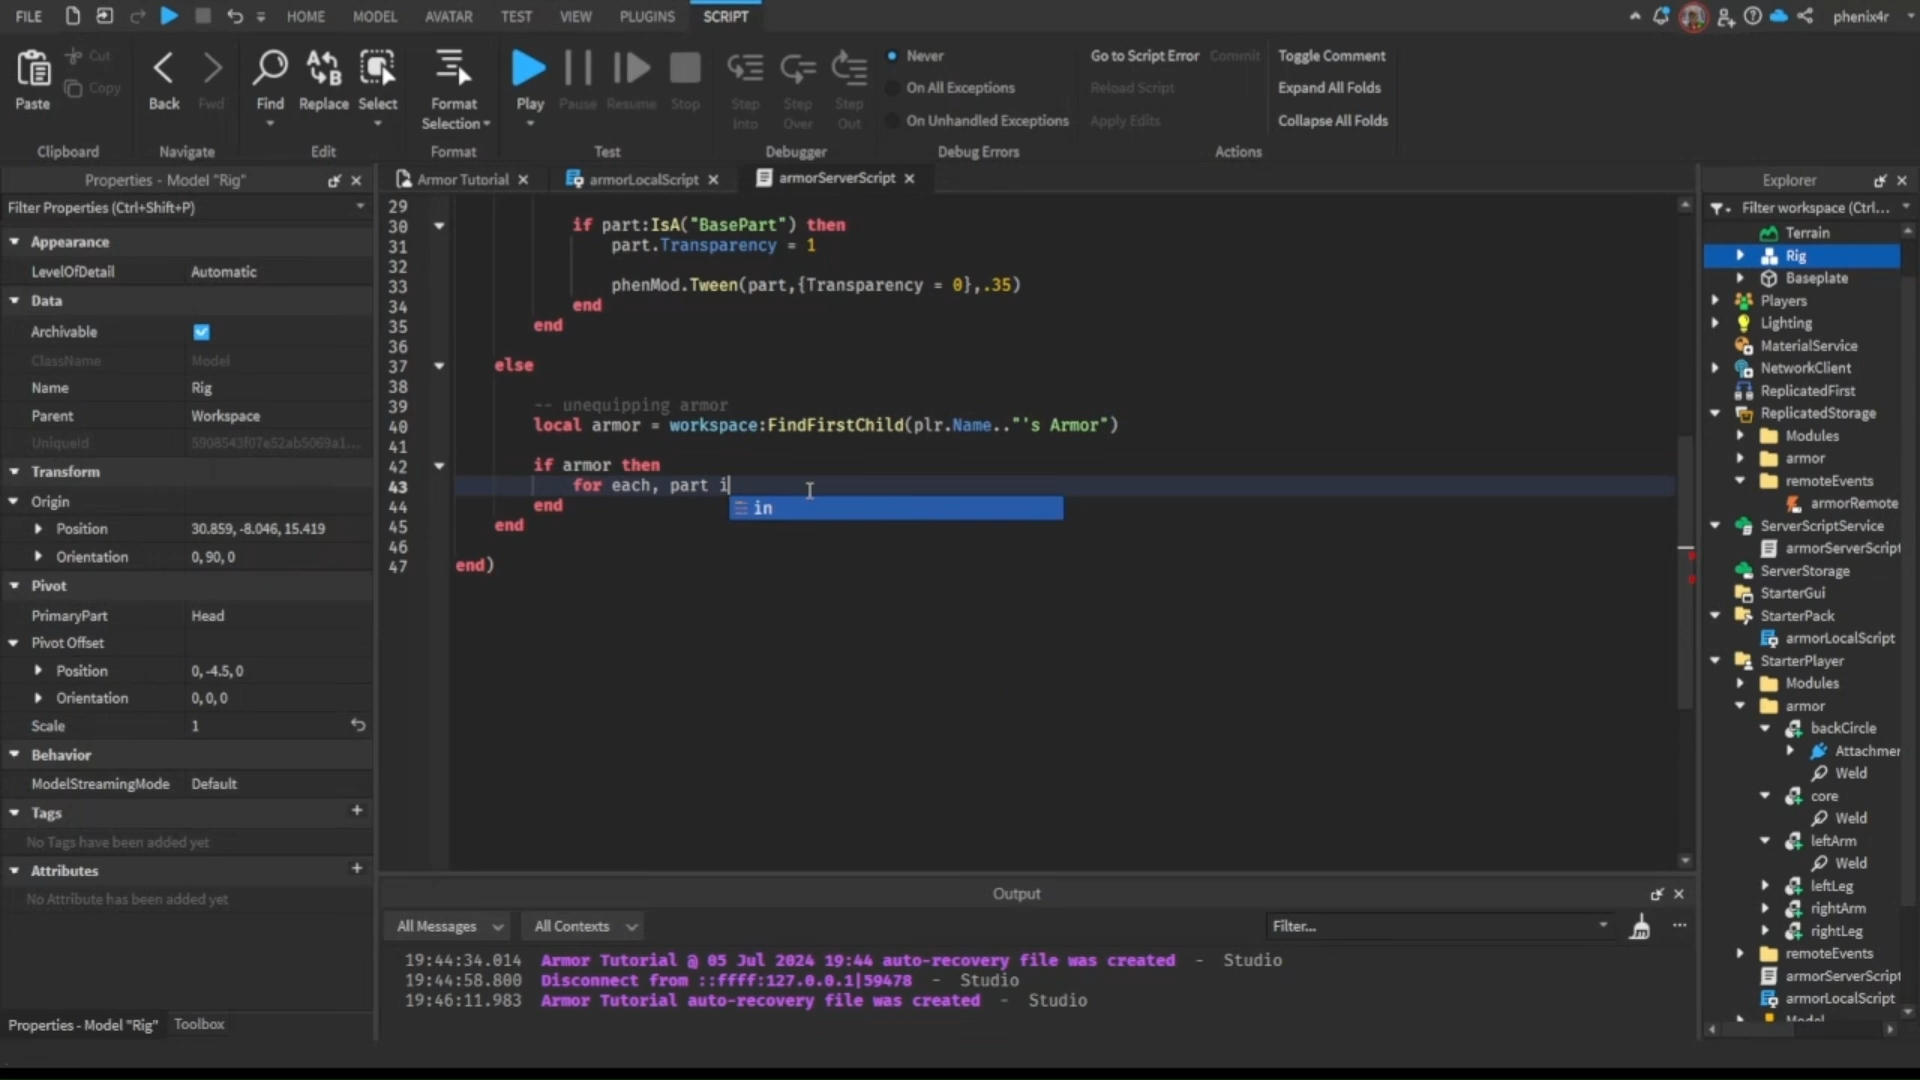 FILE HOME MODEL AVATAR TEST VIEW PLUGINS SCRIPT phenix4r
Paste Cut Copy Back Fwd Find Replace Select Format Selection Play Pause Resume Stop Step Into Step Over Step Out
Never
On All Exceptions
On Unhandled Exceptions
Go to Script Error Commit
Reload Script
Apply Edits
Toggle Comment
Expand All Folds
Collapse All Folds
Clipboard Navigate Edit Format Test Debugger Debug Errors Actions
Properties - Model "Rig"
Filter Properties (Ctrl+Shift+P)
Appearance
LevelOfDetail Automatic
Data
Archivable
ClassName Model
Name Rig
Parent Workspace
UniqueId 5908543f07e52ab5069a1...
Transform
Origin
Position 30.859, -8.046, 15.419
Orientation 0, 90, 0
Pivot
PrimaryPart Head
Pivot Offset
Position 0, -4.5, 0
Orientation 0, 0, 0
Scale 1
Behavior
ModelStreamingMode Default
Tags
No Tags have been added yet
Attributes
No Attribute has been added yet
Properties - Model "Rig" Toolbox
Armor Tutorial armorLocalScript armorServerScript
29
30 if part:IsA("BasePart") then
31 part.Transparency = 1
32
33 phenMod.Tween(part,{Transparency = 0},.35)
34 end
35 end
36
37 else
38
39 -- unequipping armor
40 local armor = workspace:FindFirstChild(plr.Name.."'s Armor")
41
42 if armor then
43 for each, part i
in
44 end
45 end
46
47 end)
Output
All Messages All Contexts Filter...
19:44:34.014 Armor Tutorial @ 05 Jul 2024 19:44 auto-recovery file was created - Studio
19:44:58.800 Disconnect from ::ffff:127.0.0.1|59478 - Studio
19:46:11.983 Armor Tutorial auto-recovery file was created - Studio
Explorer
Filter workspace (Ctrl...
Terrain
Rig
Baseplate
Players
Lighting
MaterialService
NetworkClient
ReplicatedFirst
ReplicatedStorage
Modules
armor
remoteEvents
armorRemote
ServerScriptService
armorServerScript
ServerStorage
StarterGui
StarterPack
armorLocalScript
StarterPlayer
Modules
armor
backCircle
Attachmer
Weld
core
Weld
leftArm
Weld
leftLeg
rightArm
rightLeg
remoteEvents
armorServerScript
armorLocalScript
Model